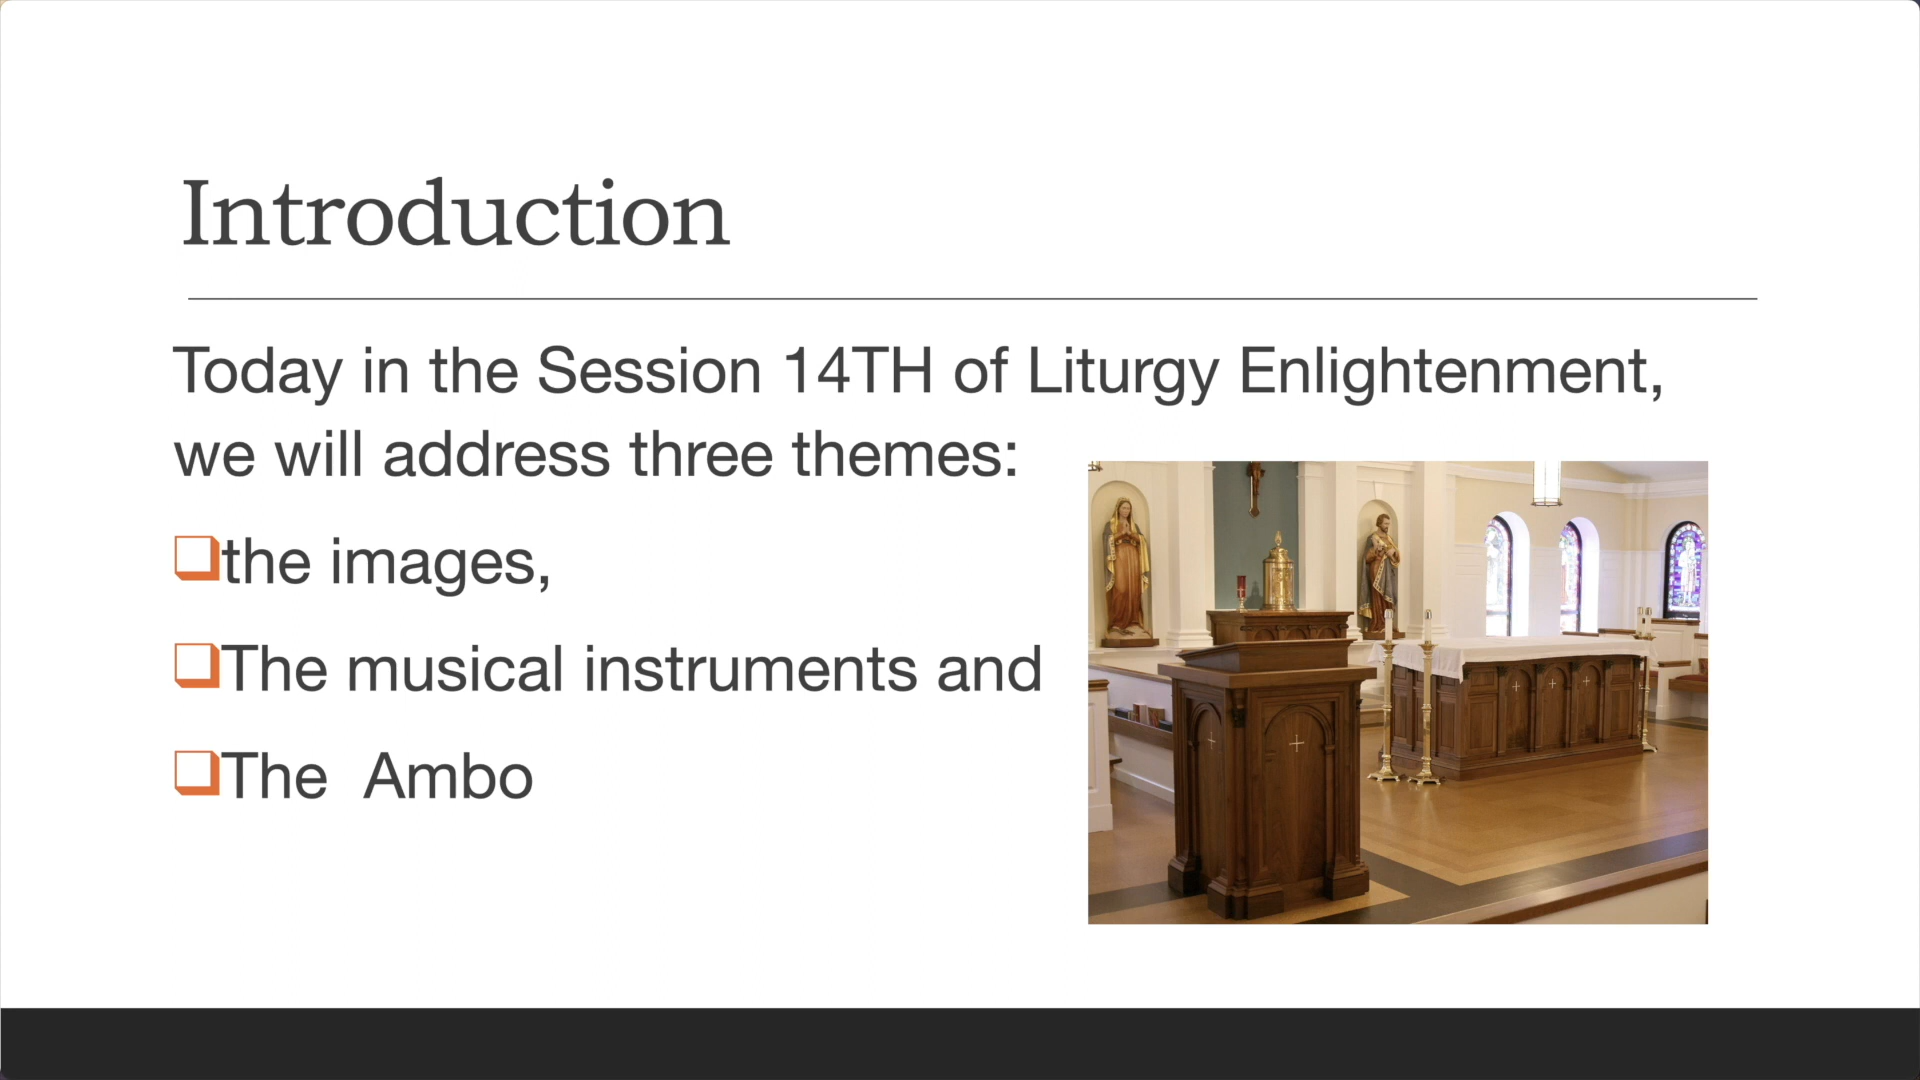 Introduction
Today in the Session 14TH of Liturgy Enlightenment,
we will address three themes:
the images,
The musical instruments and
The  Ambo